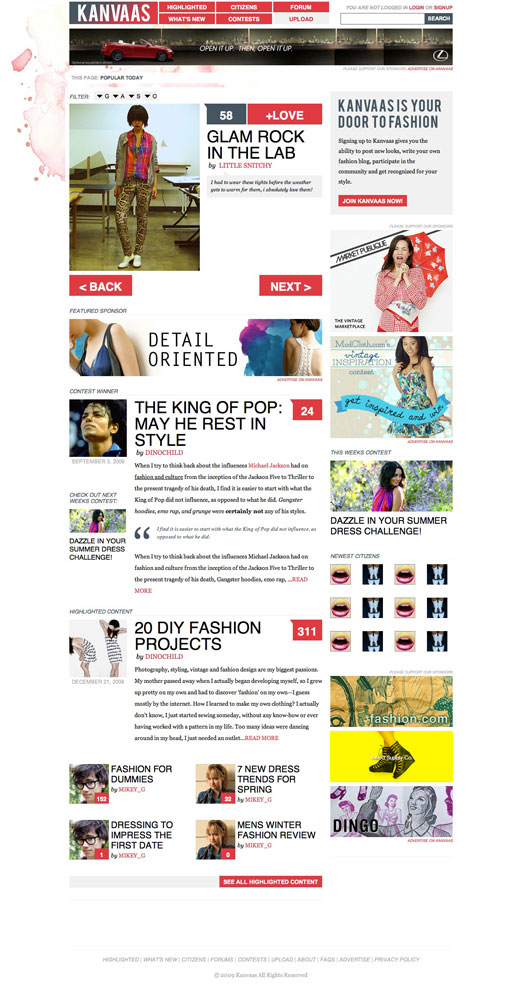 KANVAAS
HIGHLIGHTED
CITIZENS
FORUM
WHAT'S NEW
CONTESTS
UPLOAD
YOU ARE NOT LOGGED IN LOGIN OR SIGNUP
SEARCH
OPEN IT UP. THEN, OPEN IT UP.
LEXUS
PLEASE SUPPORT OUR SPONSORS ADVERTISE ON KANVAAS
THIS PAGE: POPULAR TODAY
FILTER: G A S O
58
+LOVE
GLAM ROCK
IN THE LAB
by LITTLE SNITCHY
I had to wear these tights before the weather
gets to warm for them, i absolutely love them!
< BACK
NEXT >
FEATURED SPONSOR
DETAIL
ORIENTED
ADVERTISE ON KANVAAS
CONTEST WINNER
SEPTEMBER 3, 2009
THE KING OF POP:
MAY HE REST IN
STYLE
24
by DINOCHILD
When I try to think back about the influences Michael Jackson had on
fashion and culture from the inception of the Jackson Five to Thriller to
the present tragedy of his death, I find it is easier to start with what the
King of Pop did not influence, as opposed to what he did. Gangster
hoodies, emo rap, and grunge were certainly not any of his styles.
“ I find it is easier to start with what the King of Pop did not influence, as
opposed to what he did.
When I try to think back about the influences Michael Jackson had on
fashion and culture from the inception of the Jackson Five to Thriller to
the present tragedy of his death, Gangster hoodies, emo rap, ...READ
MORE
CHECK OUT NEXT
WEEKS CONTEST:
DAZZLE IN YOUR
SUMMER DRESS
CHALLENGE!
HIGHLIGHTED CONTENT
DECEMBER 21, 2009
20 DIY FASHION
PROJECTS
311
by DINOCHILD
Photography, styling, vintage and fashion design are my biggest passions.
My mother passed away when I actually began developing myself, so I grew
up pretty on my own and had to discover 'fashion' on my own—I guess
mostly by the internet. How I learned to make my own clothing? I actually
don't know, I just started sewing someday, without any know-how or ever
having worked with a pattern in my life. Too many ideas were dancing
around in my head, I just needed an outlet...READ MORE
152
FASHION FOR
DUMMIES
by MIKEY_G
32
7 NEW DRESS
TRENDS FOR
SPRING
by MIKEY_G
1
DRESSING TO
IMPRESS THE
FIRST DATE
by MIKEY_G
0
MENS WINTER
FASHION REVIEW
by MIKEY_G
SEE ALL HIGHLIGHTED CONTENT
KANVAAS IS YOUR
DOOR TO FASHION
Signing up to Kanvaas gives you the
ability to post new looks, write your own
fashion blog, participate in the
community and get recognized for your
style.
JOIN KANVAAS NOW!
PLEASE SUPPORT OUR SPONSORS
MARKET PUBLIQUE
THE VINTAGE
MARKETPLACE
ModCloth.com's
vintage
INSPIRATION
contest
get inspired and win
ADVERTISE ON KANVAAS
THIS WEEKS CONTEST
DAZZLE IN YOUR SUMMER
DRESS CHALLENGE!
NEWEST CITIZENS
PLEASE SUPPORT OUR SPONSORS
-fashion.com
Supply Co.
DINGO
ADVERTISE ON KANVAAS
HIGHLIGHTED | WHAT'S NEW | CITIZENS | FORUMS | CONTESTS | UPLOAD | ABOUT | FAQS | ADVERTISE | PRIVACY POLICY
© 2009 Kanvaas All Rights Reserved